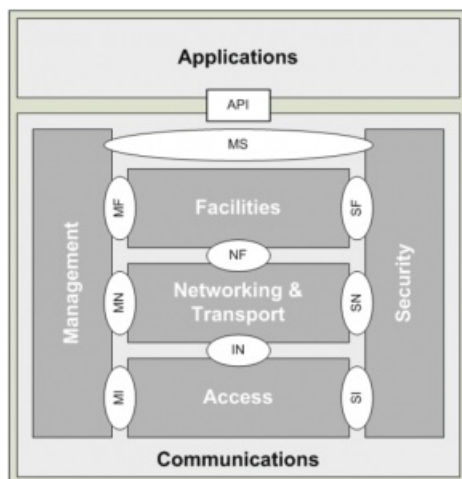 Applications
API
MS
Management
MF
Facilities
SF
Security
NF
MN
Networking &
Transport
SN
IN
MI
Access
SI
Communications